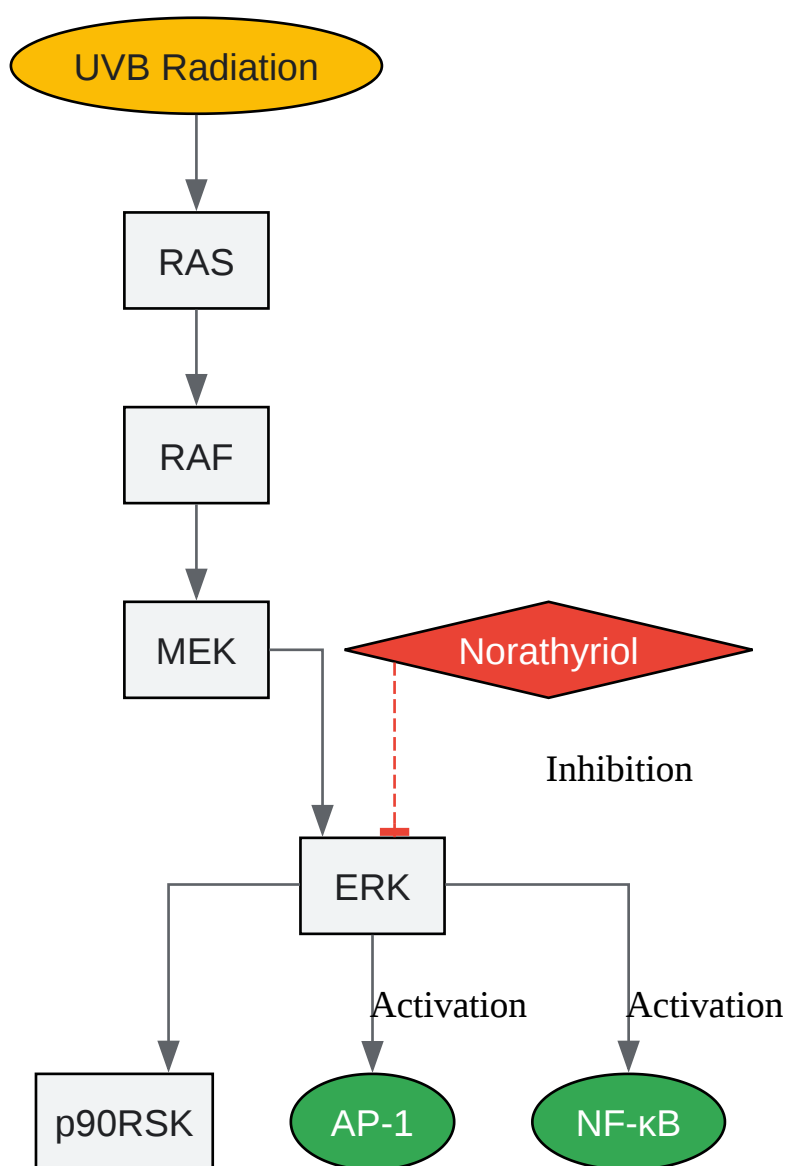 UVB Radiation
RAS
RAF
MEK
Norathyriol
Inhibition
ERK
Activation
Activation
p90RSK
AP-1
NF-κB